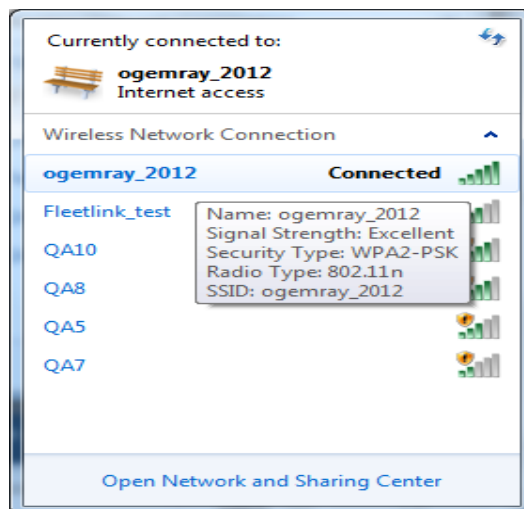 Currently connected to:
ogemray_2012
Internet access
Wireless Network Connection
ogemray_2012 Connected
Fleetlink_test
Name: ogemray_2012
Signal Strength: Excellent
Security Type: WPA2-PSK
Radio Type: 802.11n
SSID: ogemray_2012
QA10
QA8
QA5
QA7
Open Network and Sharing Center